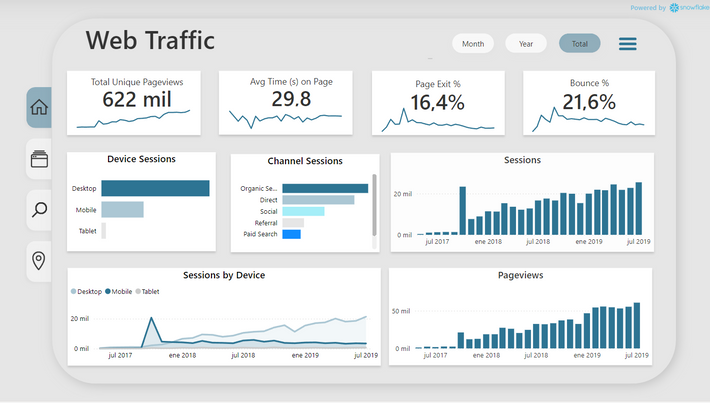 Powered by snowflake
Web Traffic
Month
Year
Total
Total Unique Pageviews
622 mil
Avg Time (s) on Page
29.8
Page Exit %
16,4%
Bounce %
21,6%
Device Sessions
Desktop
Mobile
Tablet
Channel Sessions
Organic Se...
Direct
Social
Referral
Paid Search
Sessions
20 mil
0 mil
jul 2017 ene 2018 jul 2018 ene 2019 jul 2019
Sessions by Device
Desktop Mobile Tablet
20 mil
0 mil
jul 2017 ene 2018 jul 2018 ene 2019 jul 2019
Pageviews
50 mil
0 mil
jul 2017 ene 2018 jul 2018 ene 2019 jul 2019